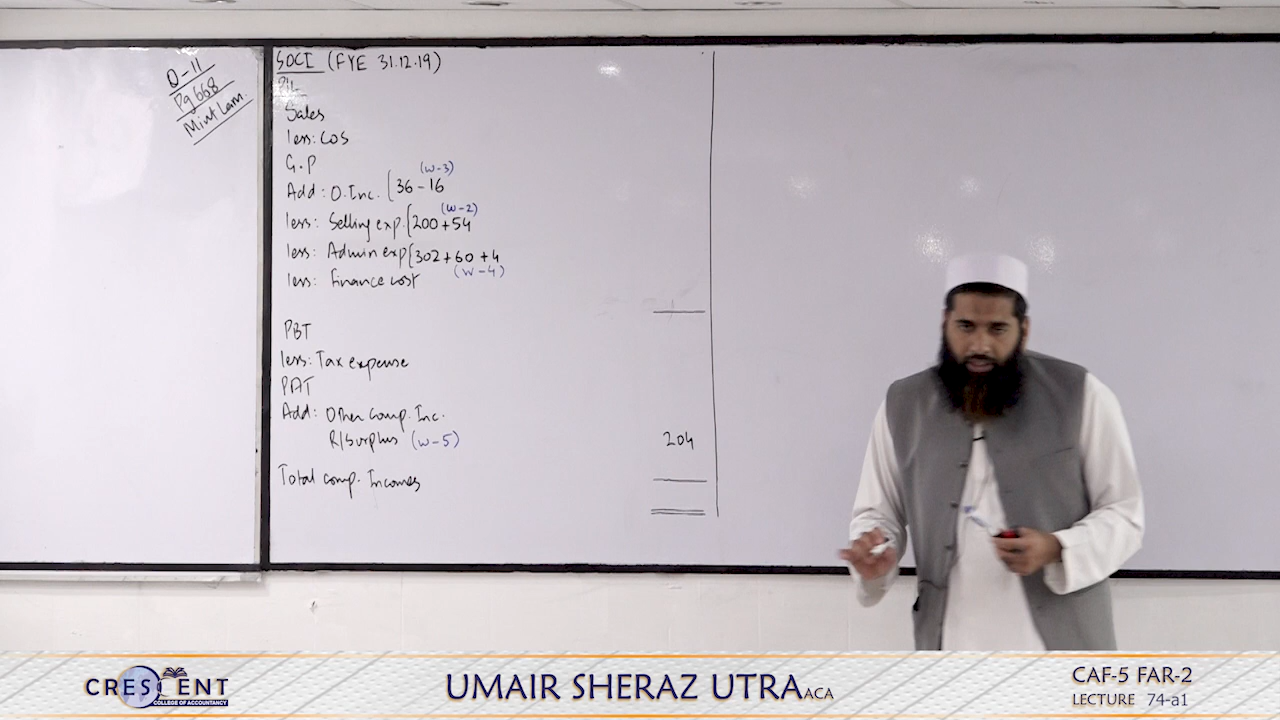 Q-11
Pg 668
Mint Lam.
SOCI (FYE 31.12.19)
Sales
less: COS
G.P
(W-3)
Add: O.Inc. [36-16
(W-2)
less: Selling exp.[200+54
less: Admin exp[302+60+4
(W-4)
less: finance cost
PBT
less: Tax expense
PAT
Add: Other Comp. Inc.
R/Surplus (W-5) 204
Total comp. Incomes
CRESCENT
COLLEGE OF ACCOUNTANCY
UMAIR SHERAZ UTRA ACA
CAF-5 FAR-2
LECTURE 74-a1